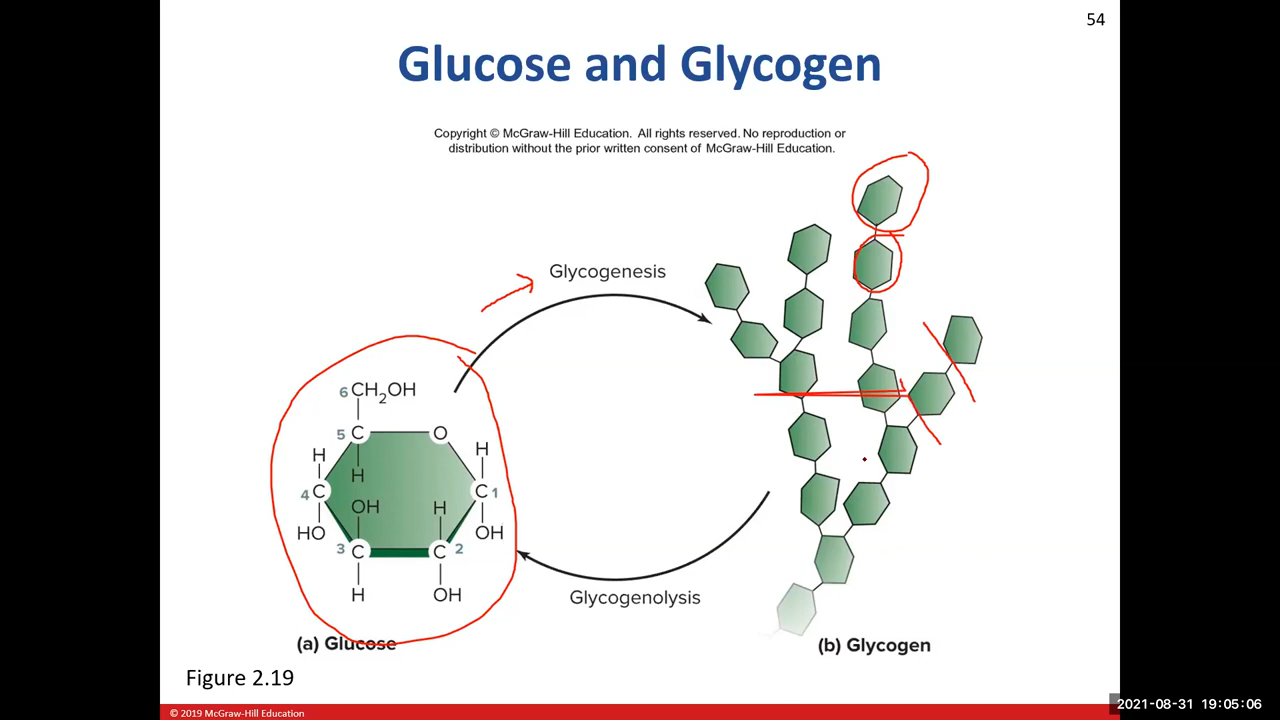 54
Glucose and Glycogen
Copyright © McGraw-Hill Education. All rights reserved. No reproduction or
distribution without the prior written consent of McGraw-Hill Education.
Glycogenesis
6 CH2OH
5 C O
H H
4 C H C 1
OH H
HO OH
3 C C 2
H OH
Glycogenolysis
(a) Glucose
(b) Glycogen
Figure 2.19
© 2019 McGraw-Hill Education
2021-08-31 19:05:06